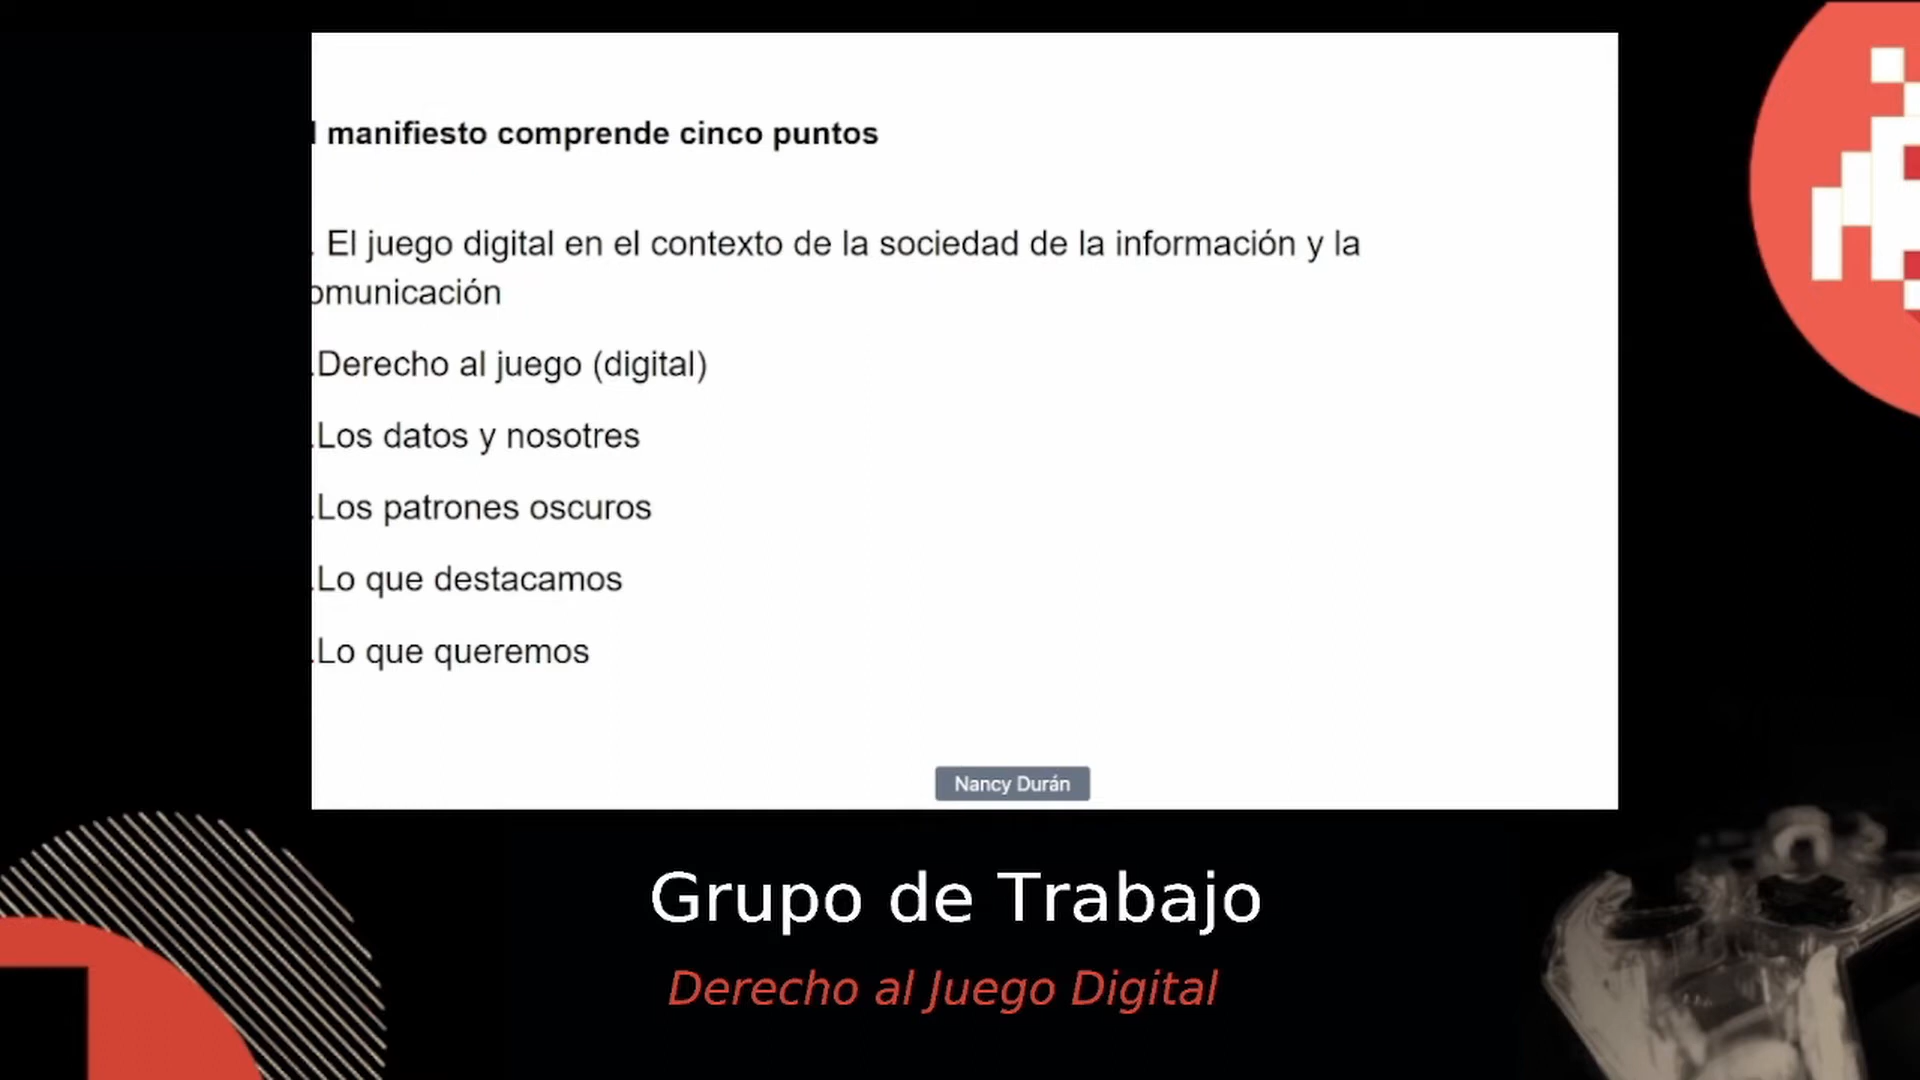 manifiesto comprende cinco puntos
. El juego digital en el contexto de la sociedad de la información y la
omunicación
.Derecho al juego (digital)
.Los datos y nosotres
.Los patrones oscuros
.Lo que destacamos
.Lo que queremos
Nancy Durán
Grupo de Trabajo
Derecho al Juego Digital